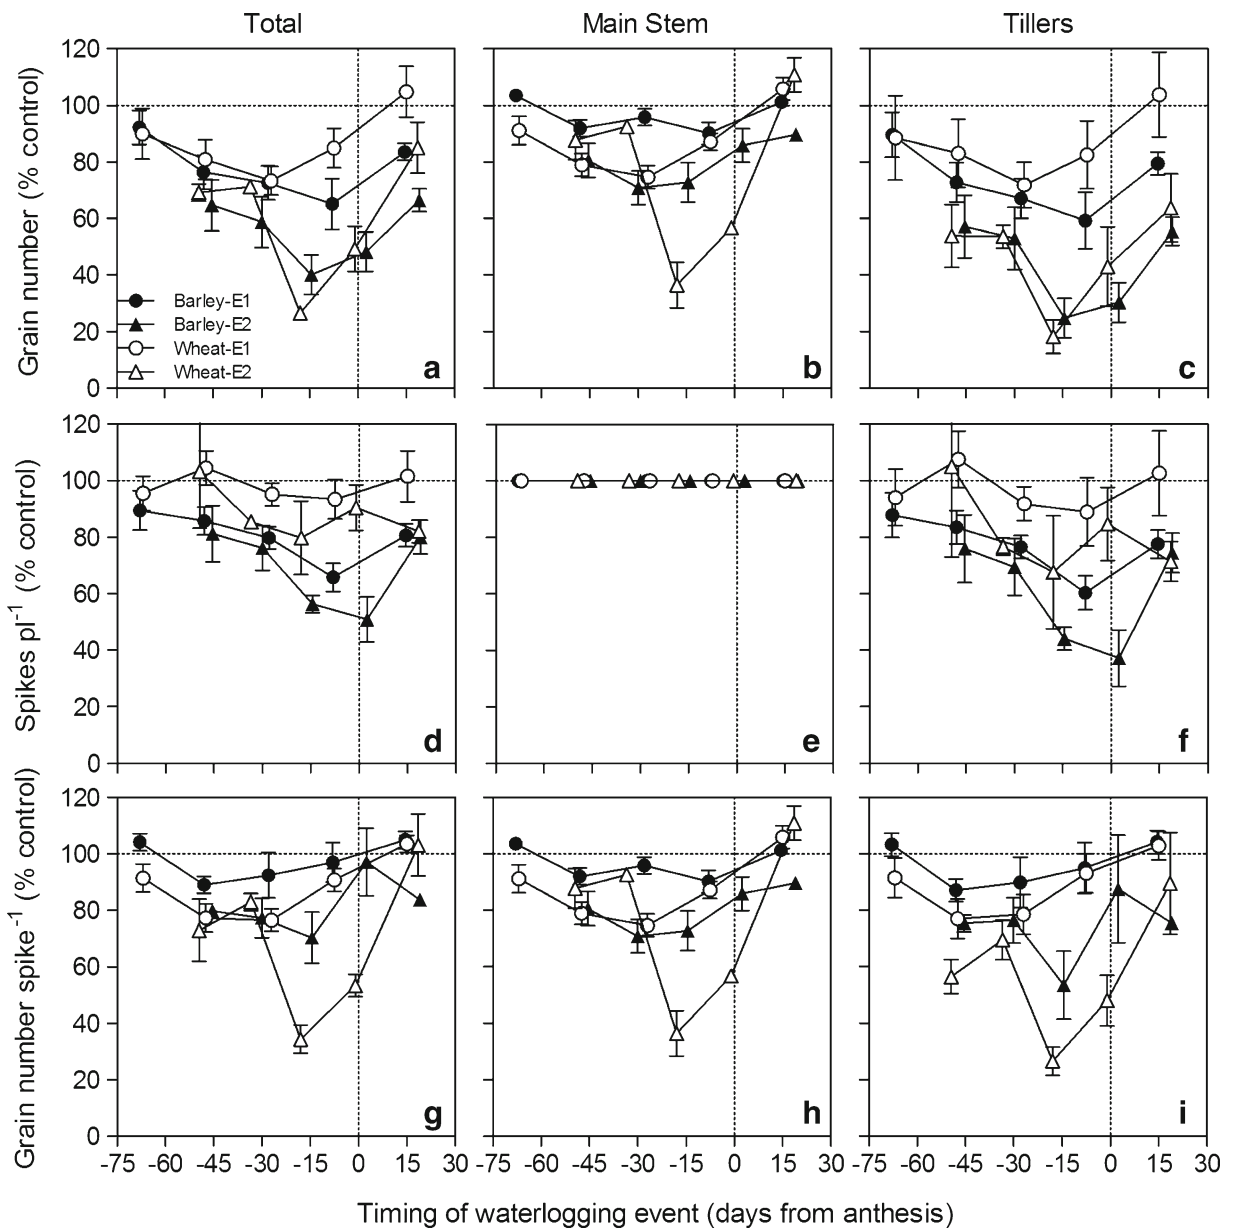 Total Main Stem Tillers
Grain number (% control)
120
100
80
60
40
20
0
Barley-E1
Barley-E2
Wheat-E1
Wheat-E2
a b c
Spikes pl⁻¹ (% control)
120
100
80
60
40
20
0
d e f
Grain number spike⁻¹ (% control)
120
100
80
60
40
20
0
g h i
-75 -60 -45 -30 -15 0 15 30 -75 -60 -45 -30 -15 0 15 30 -75 -60 -45 -30 -15 0 15 30
Timing of waterlogging event (days from anthesis)